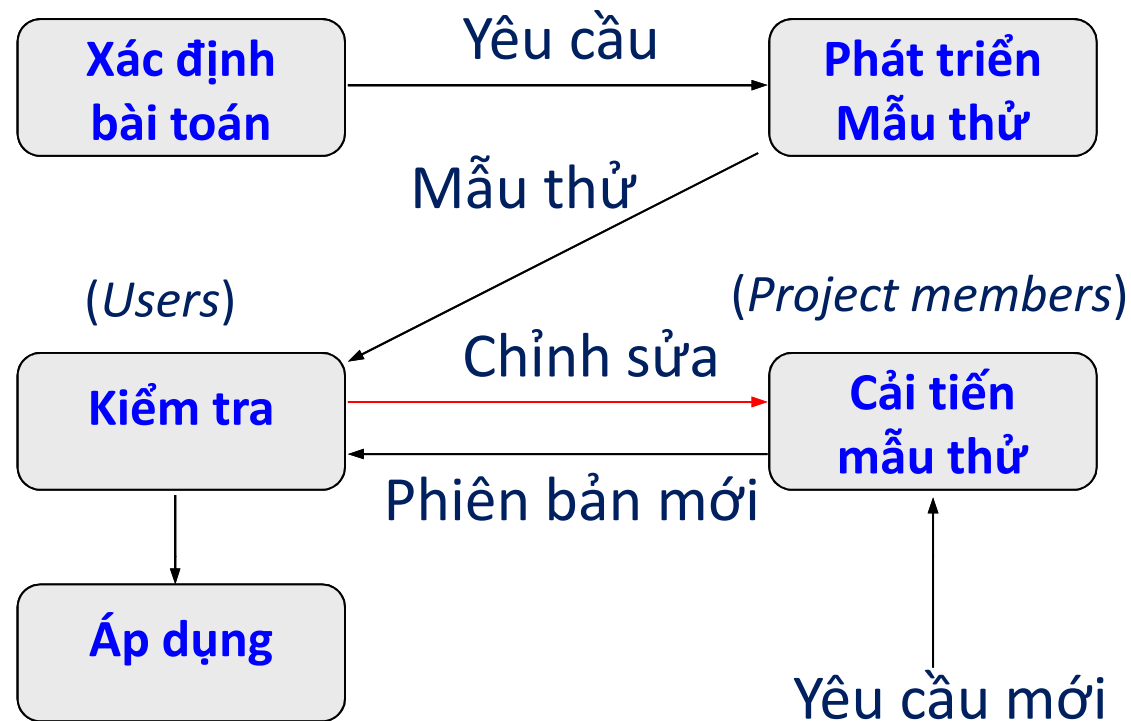 Xác định
bài toán
Yêu cầu
Phát triển
Mẫu thử
Mẫu thử
(Users)
(Project members)
Kiểm tra
Chỉnh sửa
Cải tiến
mẫu thử
Phiên bản mới
Áp dụng
Yêu cầu mới